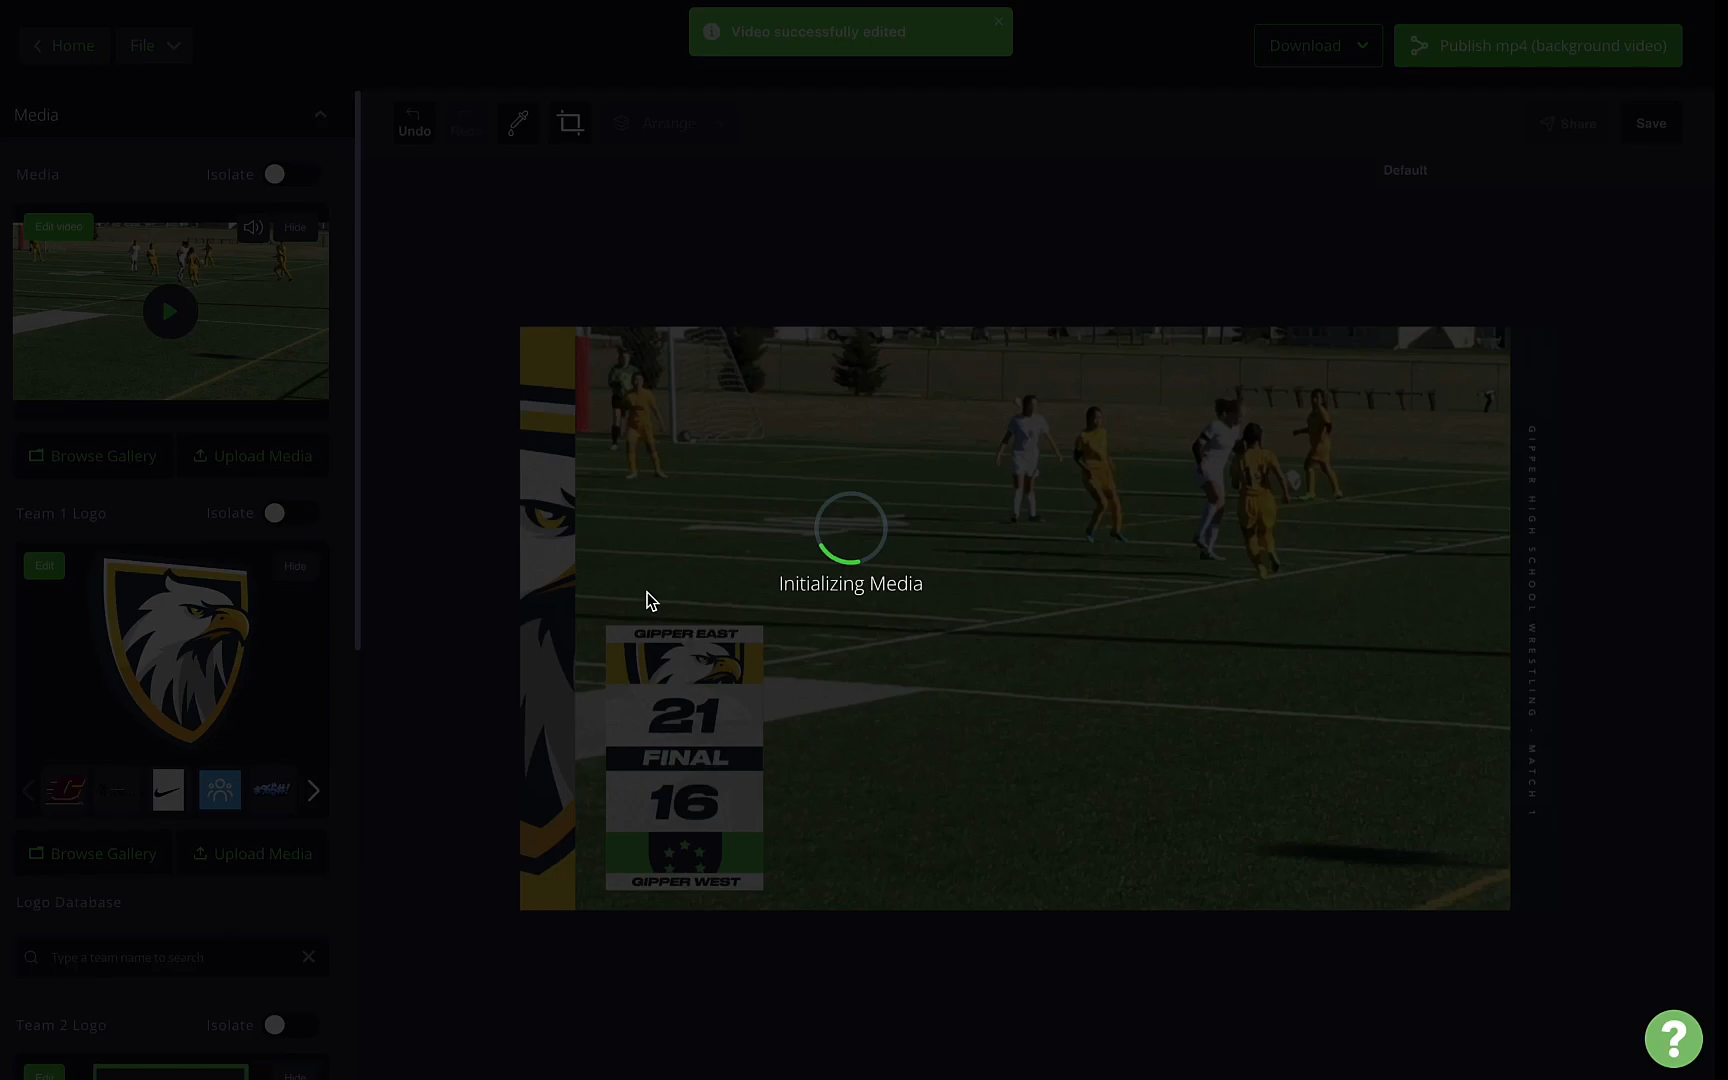 Home
File
Video successfully edited
Download
Publish mp4 (background video)
Media
Undo
Redo
Arrange
Share
Save
Default
Media
Isolate
Edit video
Hide
Browse Gallery
Upload Media
Team 1 Logo
Isolate
Edit
Hide
Browse Gallery
Upload Media
Logo Database
Type a team name to search
Team 2 Logo
Isolate
Edit
Hide
Initializing Media
GIPPER EAST
21
FINAL
16
GIPPER WEST
GIPPER HIGH SCHOOL WRESTLING - MATCH 1
?